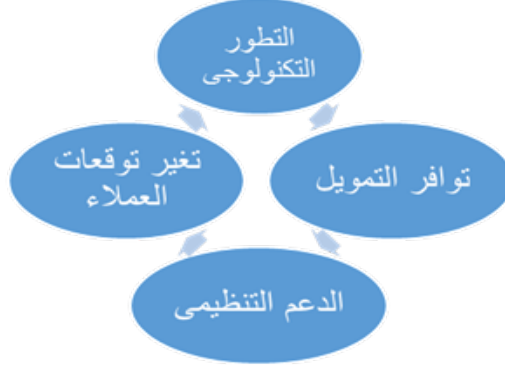 التطور
التكنولوجى
توافر التمويل
تغير توقعات
العملاء
الدعم التنظيمى